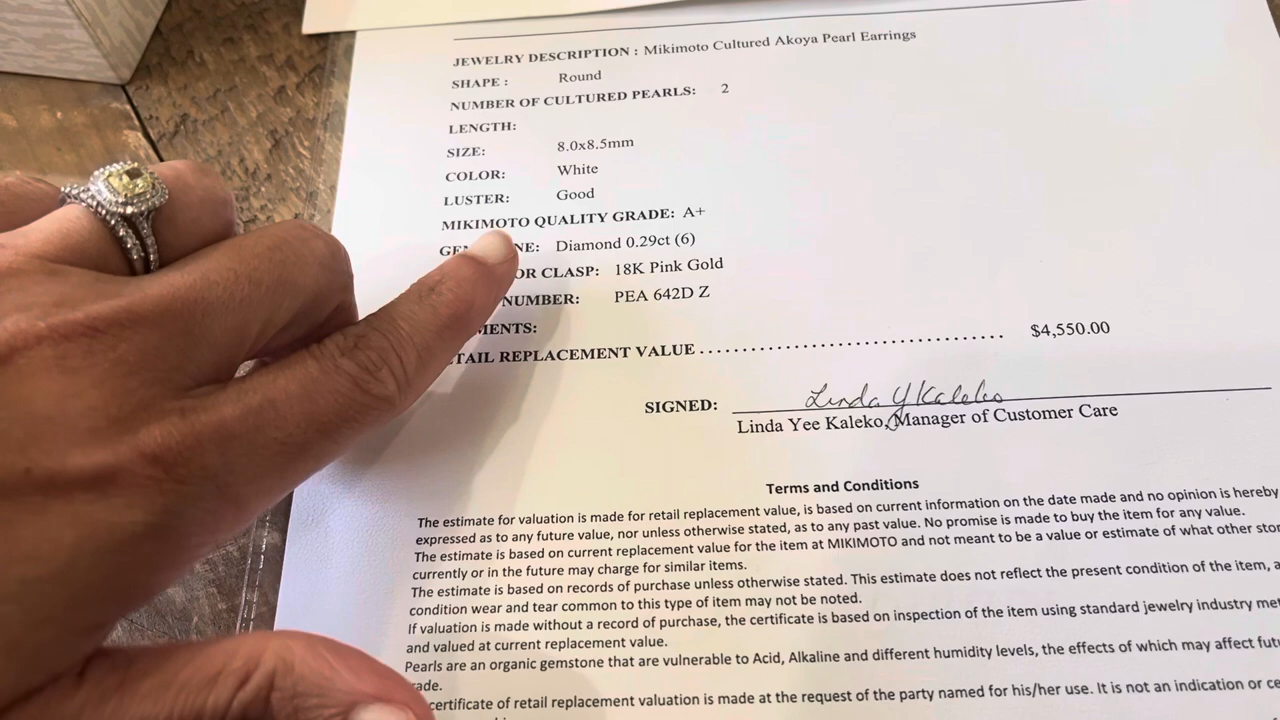 JEWELRY DESCRIPTION : Mikimoto Cultured Akoya Pearl Earrings
SHAPE : Round
NUMBER OF CULTURED PEARLS: 2
LENGTH:
SIZE: 8.0x8.5mm
COLOR: White
LUSTER: Good
MIKIMOTO QUALITY GRADE: A+
Diamond 0.29ct (6)
OR CLASP: 18K Pink Gold
NUMBER: PEA 642D Z
MENTS:
TAIL REPLACEMENT VALUE .................................... $4,550.00
SIGNED: Linda Y Kaleko
Linda Yee Kaleko, Manager of Customer Care
Terms and Conditions
The estimate for valuation is made for retail replacement value, is based on current information on the date made and no opinion is hereby
expressed as to any future value, nor unless otherwise stated, as to any past value. No promise is made to buy the item for any value.
The estimate is based on current replacement value for the item at MIKIMOTO and not meant to be a value or estimate of what other stor
currently or in the future may charge for similar items.
The estimate is based on records of purchase unless otherwise stated. This estimate does not reflect the present condition of the item, a
condition wear and tear common to this type of item may not be noted.
If valuation is made without a record of purchase, the certificate is based on inspection of the item using standard jewelry industry met
and valued at current replacement value.
Pearls are an organic gemstone that are vulnerable to Acid, Alkaline and different humidity levels, the effects of which may affect futu
ade.
certificate of retail replacement valuation is made at the request of the party named for his/her use. It is not an indication or ce